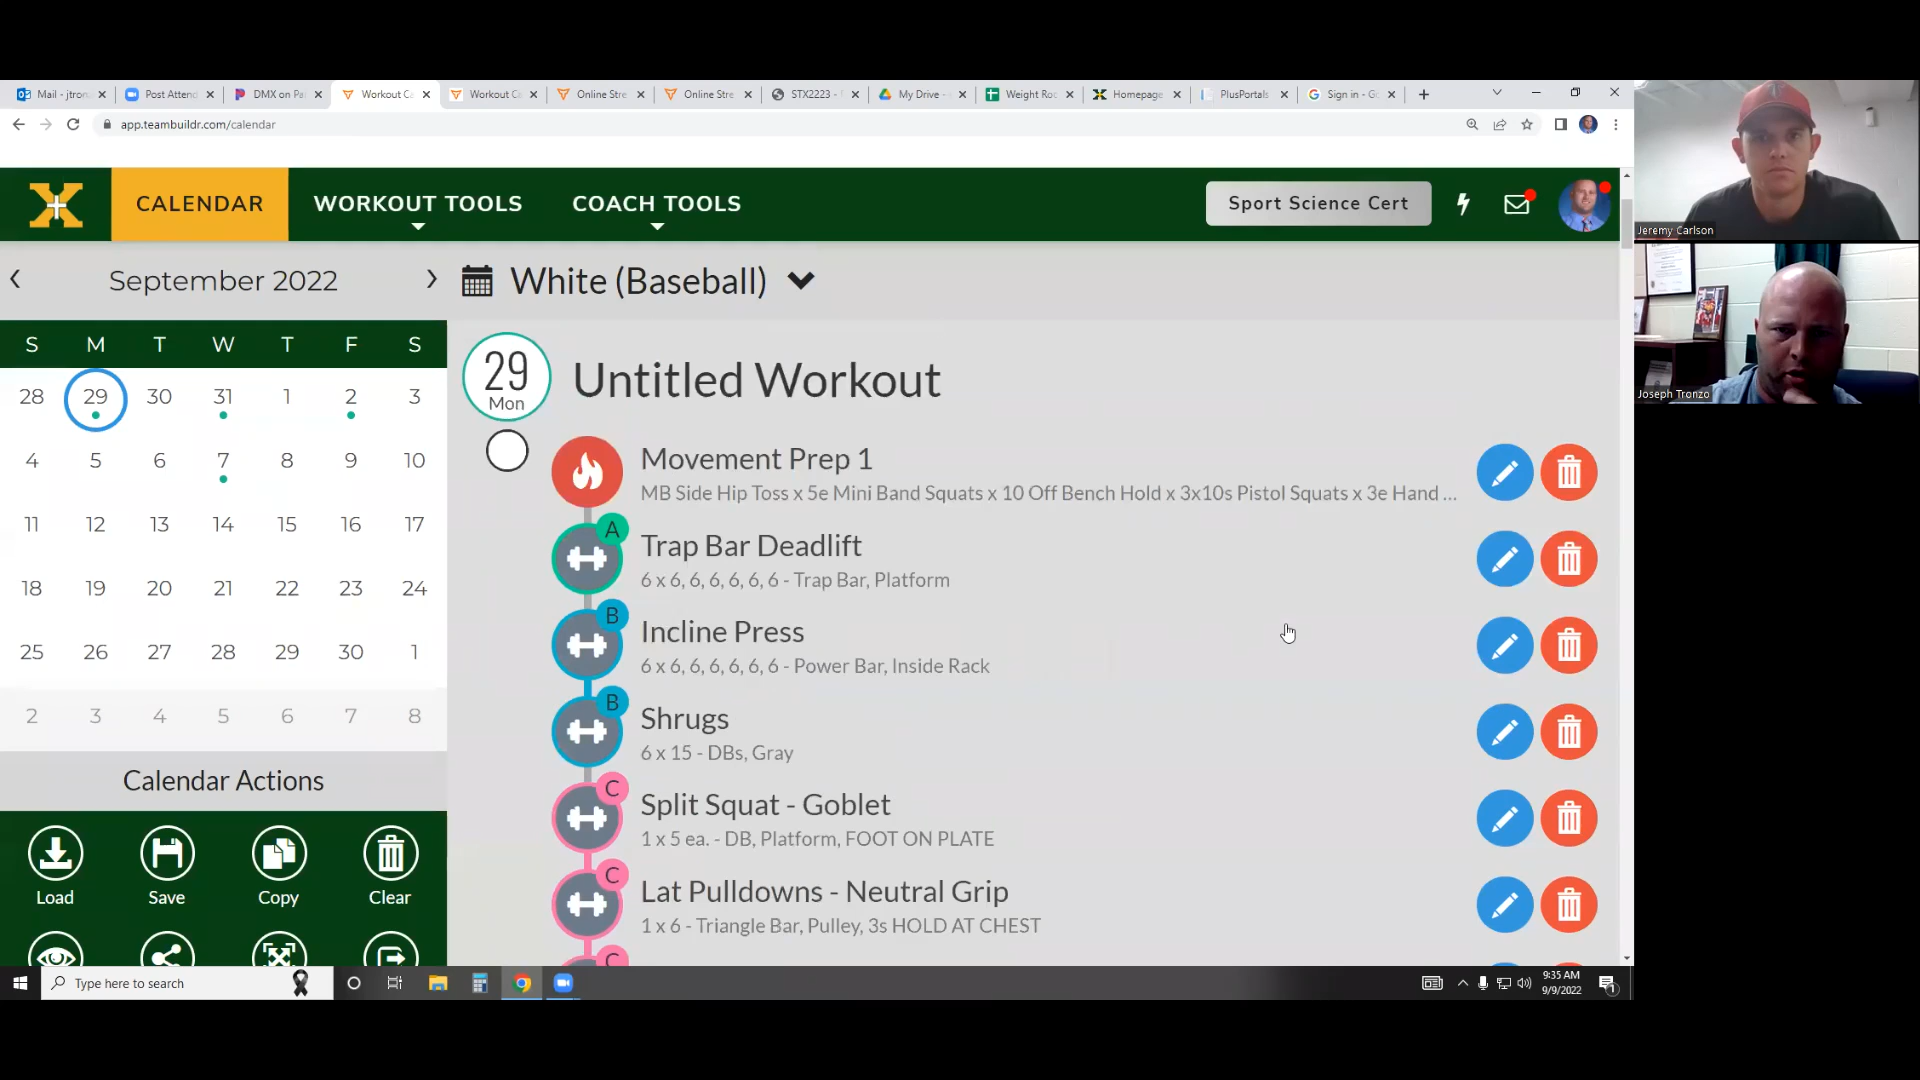 Mail - jtron
Post Atten
DMX on Pa
Workout Ca
Workout Ca
Online Stre
Online Stre
STX2223 -
My Drive -
Weight Roo
Homepage
PlusPortals
Sign in - Go
app.teambuildr.com/calendar
X
CALENDAR
WORKOUT TOOLS
COACH TOOLS
Sport Science Cert
September 2022
White (Baseball)
S M T W T F S
28 29 30 31 1 2 3
4 5 6 7 8 9 10
11 12 13 14 15 16 17
18 19 20 21 22 23 24
25 26 27 28 29 30 1
2 3 4 5 6 7 8
Calendar Actions
Load
Save
Copy
Clear
29
Mon
Untitled Workout
Movement Prep 1
MB Side Hip Toss x 5e Mini Band Squats x 10 Off Bench Hold x 3x10s Pistol Squats x 3e Hand ...
A
Trap Bar Deadlift
6 x 6, 6, 6, 6, 6, 6 - Trap Bar, Platform
B
Incline Press
6 x 6, 6, 6, 6, 6, 6 - Power Bar, Inside Rack
B
Shrugs
6 x 15 - DBs, Gray
C
Split Squat - Goblet
1 x 5 ea. - DB, Platform, FOOT ON PLATE
C
Lat Pulldowns - Neutral Grip
1 x 6 - Triangle Bar, Pulley, 3s HOLD AT CHEST
C
Jeremy Carlson
Joseph Tronzo
Type here to search
9:35 AM
9/9/2022
1